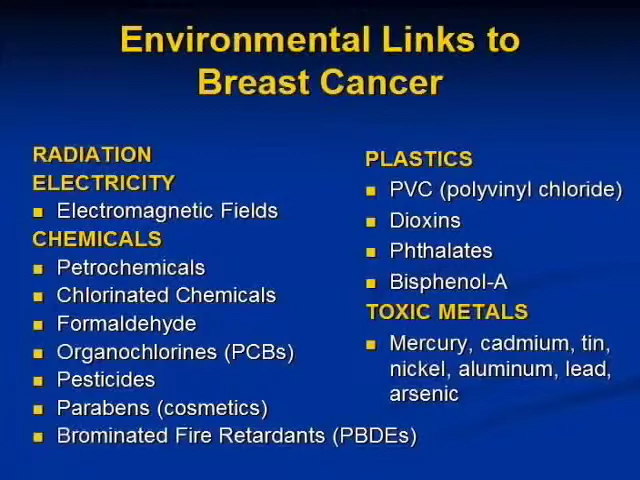 Environmental Links to
Breast Cancer
RADIATION
ELECTRICITY
■ Electromagnetic Fields
CHEMICALS
■ Petrochemicals
■ Chlorinated Chemicals
■ Formaldehyde
■ Organochlorines (PCBs)
■ Pesticides
■ Parabens (cosmetics)
■ Brominated Fire Retardants (PBDEs)
PLASTICS
■ PVC (polyvinyl chloride)
■ Dioxins
■ Phthalates
■ Bisphenol-A
TOXIC METALS
■ Mercury, cadmium, tin,
nickel, aluminum, lead,
arsenic